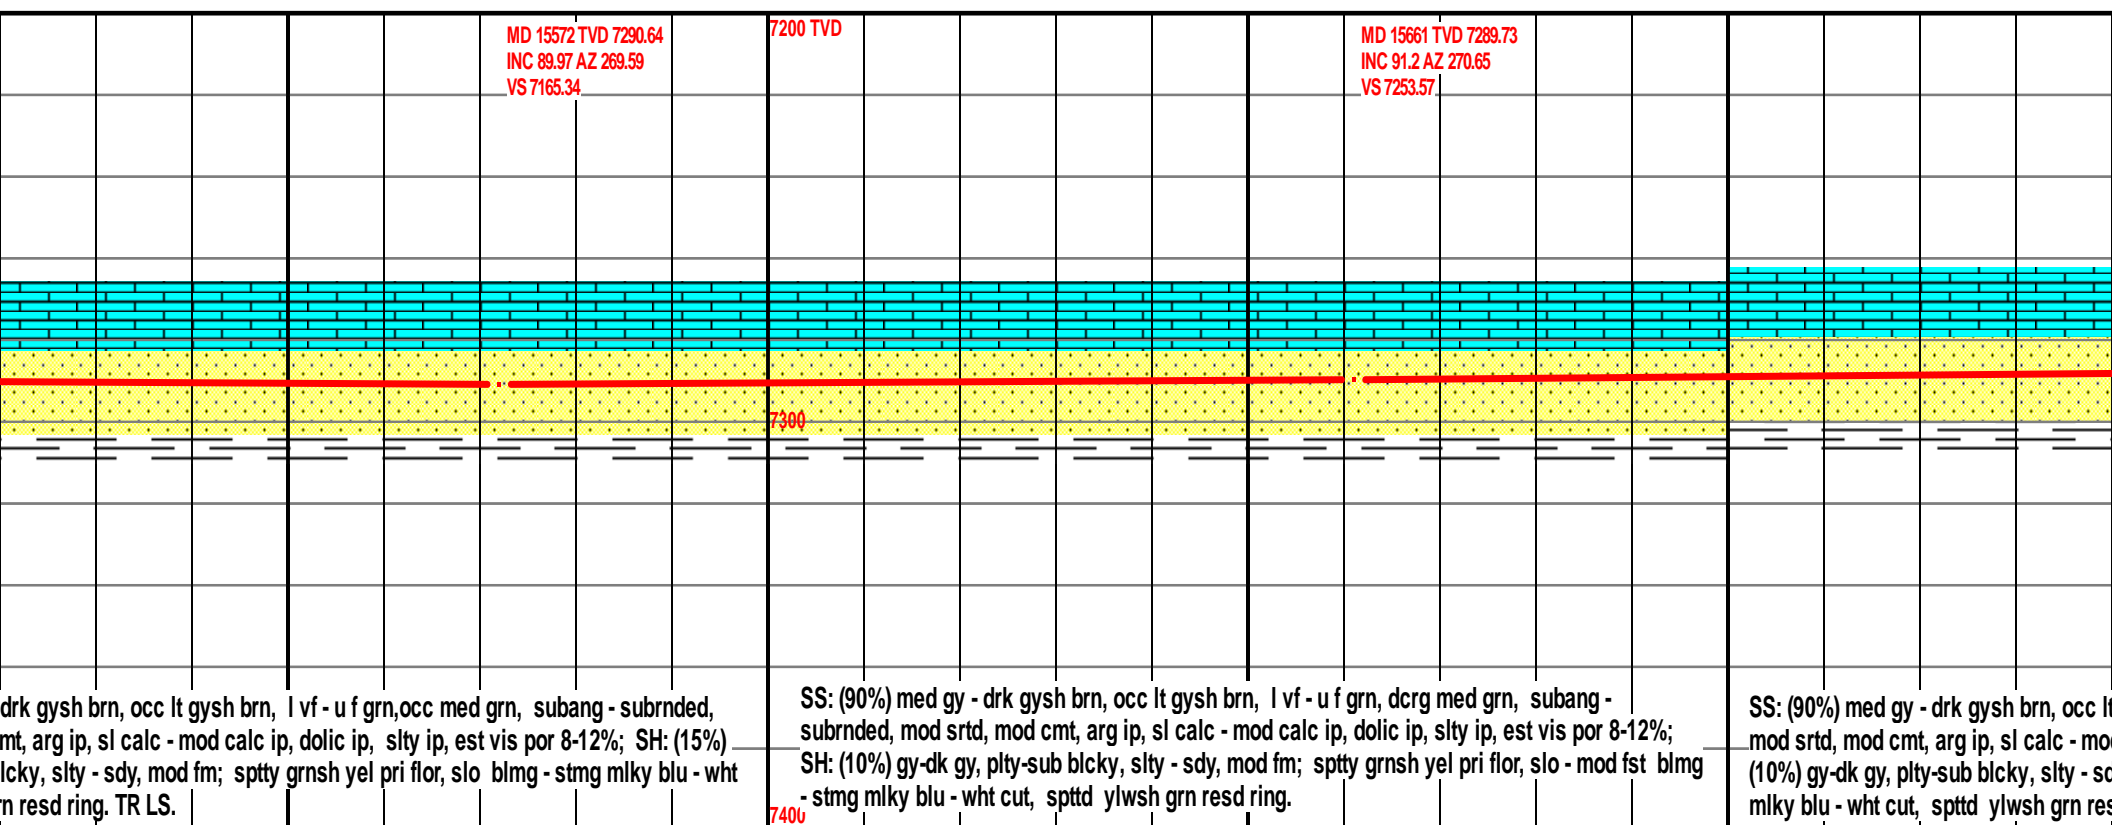 MD 15572 TVD 7290.64
INC 89.97 AZ 269.59
VS 7165.34
7200 TVD
MD 15661 TVD 7289.73
INC 91.2 AZ 270.65
VS 7253.57
7300
drk gysh brn, occ lt gysh brn, l vf - u f grn,occ med grn, subang - subrnded,
arg ip, sl calc - mod calc ip, dolic ip, slty ip, est vis por 8-12%; SH: (15%)
slty - sdy, mod fm; sptty grnsh yel pri flor, slo blmg - stmg mlky blu - wht
resd ring. TR LS.
SS: (90%) med gy - drk gysh brn, occ lt gysh brn, l vf - u f grn, dcrg med grn, subang -
subrnded, mod srtd, mod cmt, arg ip, sl calc - mod calc ip, dolic ip, slty ip, est vis por 8-12%;
SH: (10%) gy-dk gy, plty-sub blcky, slty - sdy, mod fm; sptty grnsh yel pri flor, slo - mod fst blmg
- stmg mlky blu - wht cut, spttd ylwsh grn resd ring.
7400
SS: (90%) med gy - drk gysh brn, occ lt
mod srtd, mod cmt, arg ip, sl calc -
(10%) gy-dk gy, plty-sub blcky, slty -
mlky blu - wht cut, spttd ylwsh grn